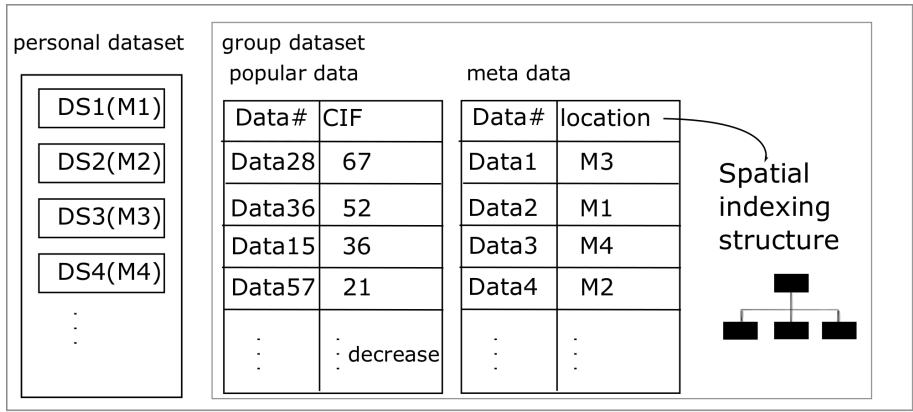 personal dataset
DS1(M1)
DS2(M2)
DS3(M3)
DS4(M4)
group dataset
popular data
Data# CIF
Data28 67
Data36 52
Data15 36
Data57 21
decrease
meta data
Data# location
Data1 M3
Data2 M1
Data3 M4
Data4 M2
Spatial
indexing
structure